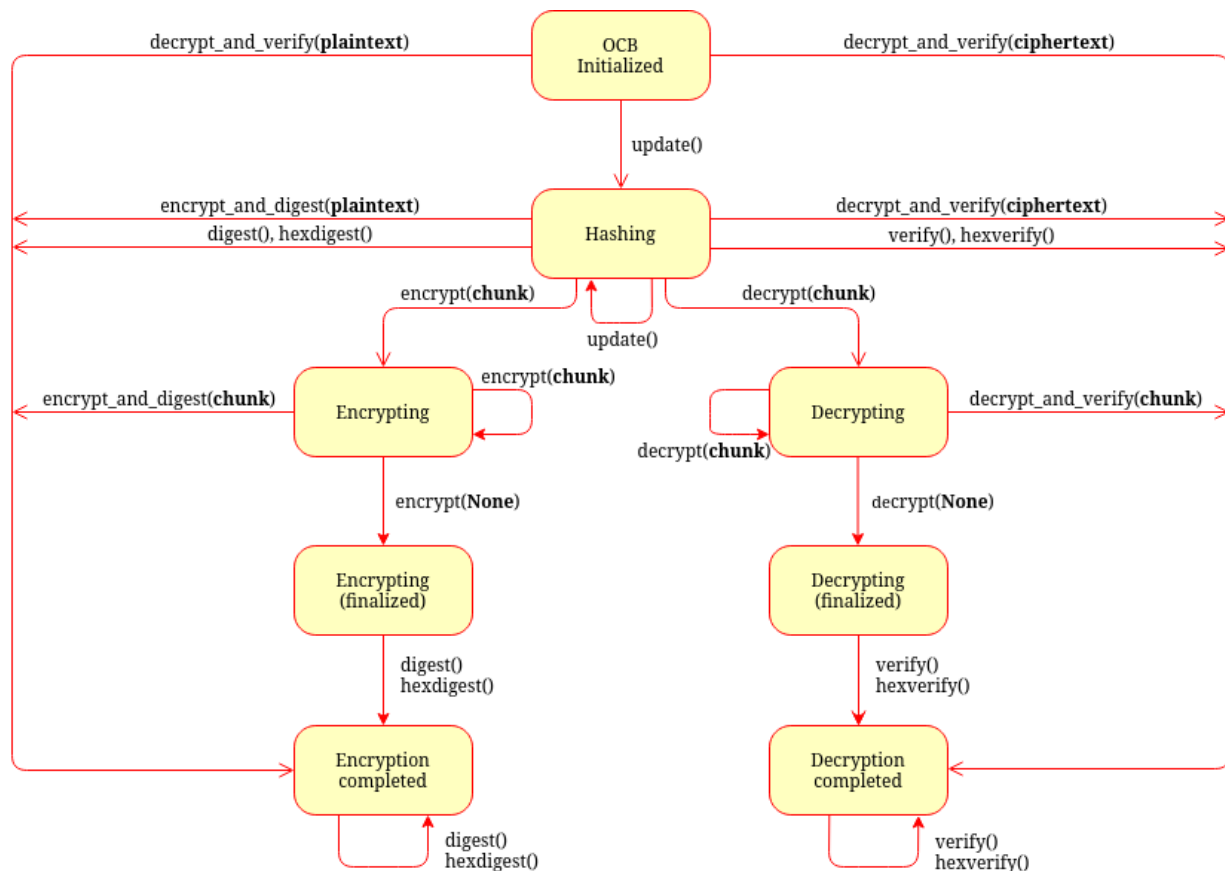 decrypt_and_verify(plaintext)
OCB
Initialized
decrypt_and_verify(ciphertext)
update()
encrypt_and_digest(plaintext)
digest(), hexdigest()
Hashing
decrypt_and_verify(ciphertext)
verify(), hexverify()
encrypt(chunk)
update()
decrypt(chunk)
encrypt_and_digest(chunk)
Encrypting
encrypt(chunk)
decrypt(chunk)
Decrypting
decrypt_and_verify(chunk)
encrypt(None)
decrypt(None)
Encrypting
(finalized)
Decrypting
(finalized)
digest()
hexdigest()
verify()
hexverify()
Encryption
completed
Decryption
completed
digest()
hexdigest()
verify()
hexverify()